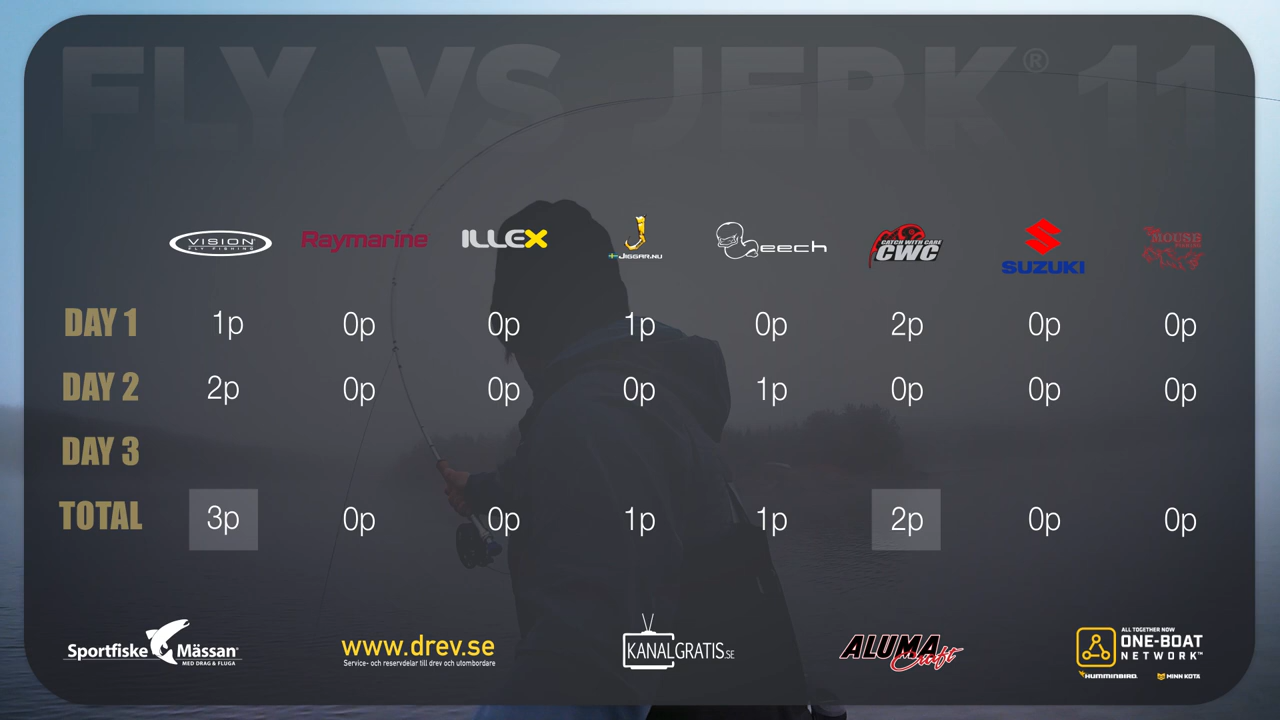 FLY VS JERK® 11
VISION
FLY FISHING
Raymarine
ILLEX
JIGGAR.NU
eech
CATCH WITH CARE
CWC
SUZUKI
THE MOUSE
DAY 1 1p 0p 0p 1p 0p 2p 0p 0p
DAY 2 2p 0p 0p 0p 1p 0p 0p 0p
DAY 3
TOTAL 3p 0p 0p 1p 1p 2p 0p 0p
Sportfiske Mässan
MED DRAG & FLUGA
www.drev.se
Service- och reservdelar till drev och utombordare
KANALGRATIS.SE
ALUMA
Craft
ALL TOGETHER NOW
ONE-BOAT
NETWORK™
HUMMINBIRD
MINN KOTA